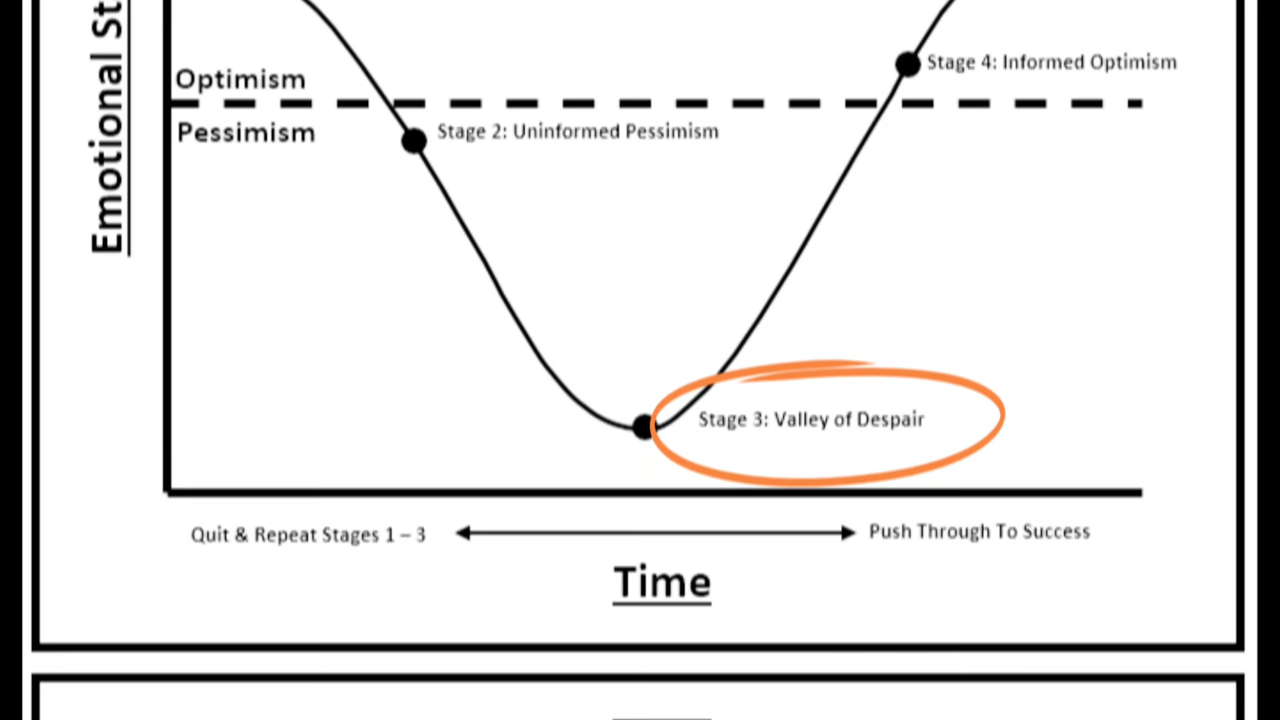 Emotional St
Optimism
Stage 4: Informed Optimism
Pessimism
Stage 2: Uninformed Pessimism
Stage 3: Valley of Despair
Quit & Repeat Stages 1 – 3
Push Through To Success
Time